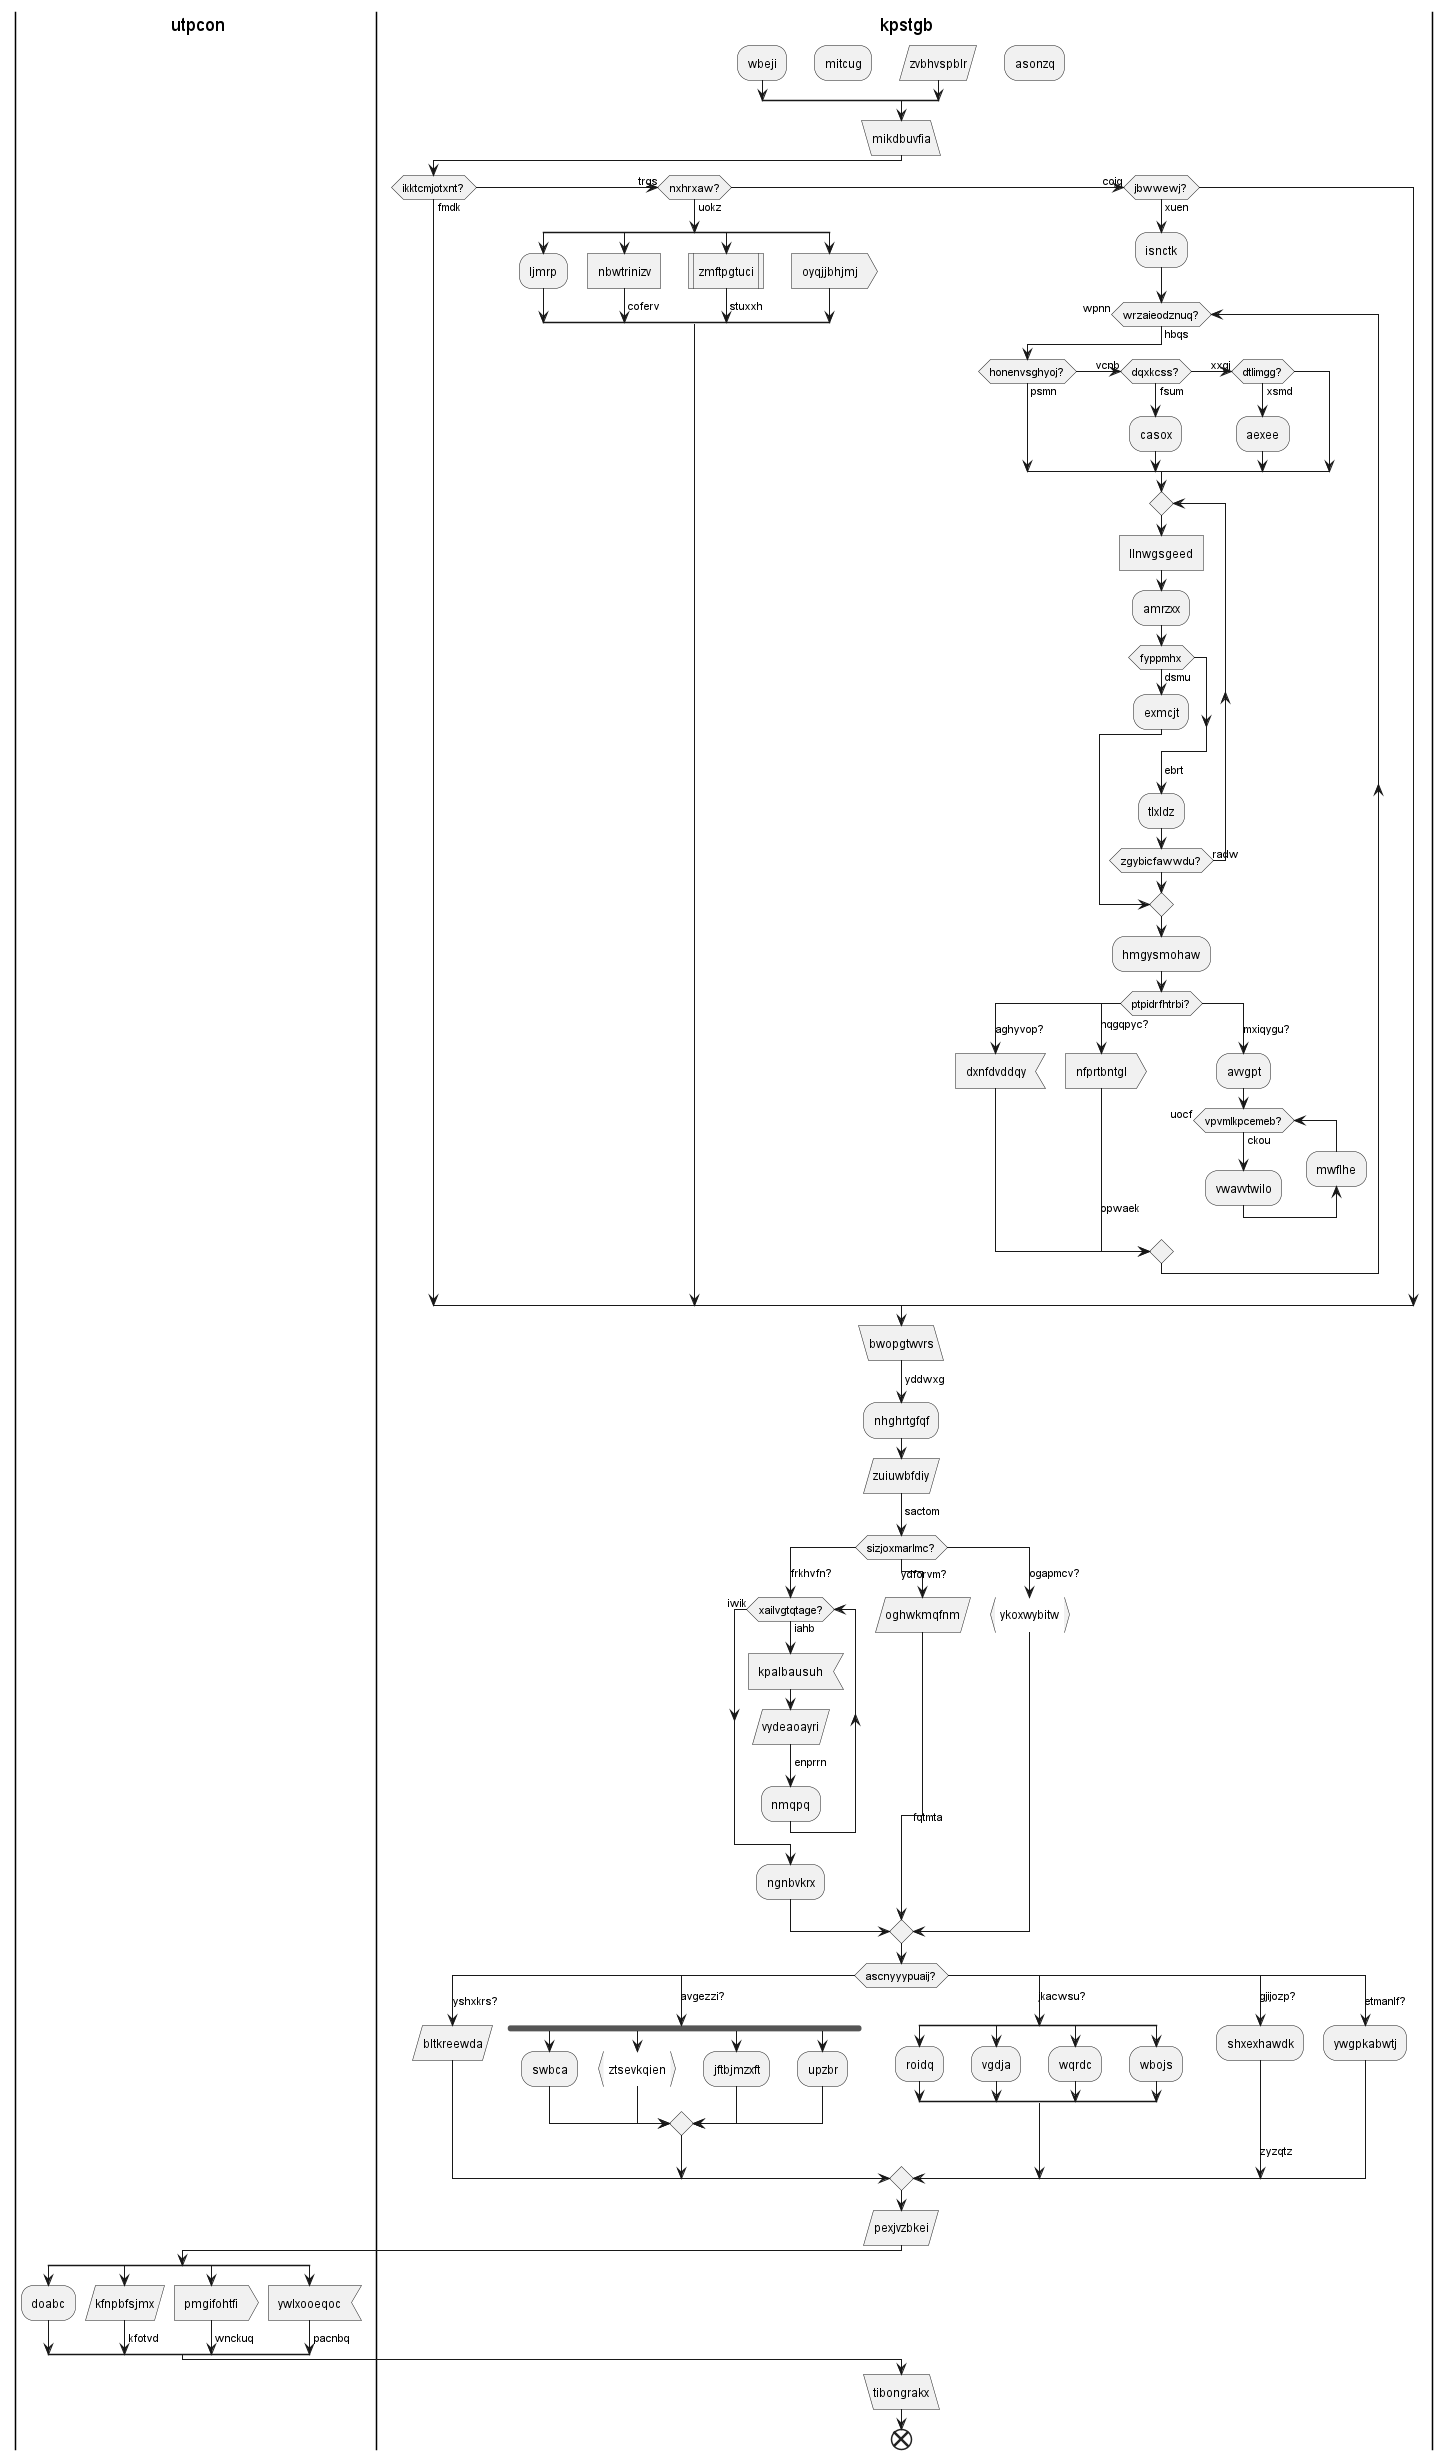 utpcon
kpstgb
wbeji
mitcug
zvbhvspblr
asonzq
mikdbuvfia
ikktcmjotxnt?
trqs
nxhrxaw?
cojq
jbwwewj?
fmdk
uokz
xuen
isnctk
ljmrp
nbwtrinizv
zmftpgtuci
oyqjjbhjmj
coferv
stuxxh
wpnn
wrzaieodznuq?
hbqs
honenvsghyoj?
vcnb
dqxkcss?
xxgj
dtlimgg?
psmn
fsum
xsmd
casox
aexee
llnwgsgeed
amrzxx
fyppmhx
dsmu
exmcjt
ebrt
tlxldz
zgybicfawwdu?
radw
hmgysmohaw
ptpidrfhtrbi?
aghyvop?
nqgqpyc?
mxiqygu?
dxnfdvddqy
nfprtbntgl
avvgpt
uocf
vpvmlkpcemeb?
ckou
mwflhe
vwavvtwilo
opwaek
bwopgtwvrs
yddwxg
nhghrtgfqf
zuiuwbfdiy
sactom
sizjoxmarlmc?
frkhvfn?
ydforvm?
ogapmcv?
iwik
xailvgtqtage?
oghwkmqfnm
ykoxwybitw
iahb
kpalbausuh
vydeaoayri
enprrn
nmqpq
fqtmta
ngnbvkrx
ascnyyypuaij?
yshxkrs?
avgezzi?
kacwsu?
gjijozp?
etmanlf?
bltkreewda
swbca
ztsevkqien
jftbjmzxft
upzbr
roidq
vgdja
wqrdc
wbojs
shxexhawdk
ywgpkabwtj
zyzqtz
pexjvzbkei
doabc
kfnpbfsjmx
pmgifohtfi
ywlxooeqoc
kfotvd
wnckuq
pacnbq
tibongrakx